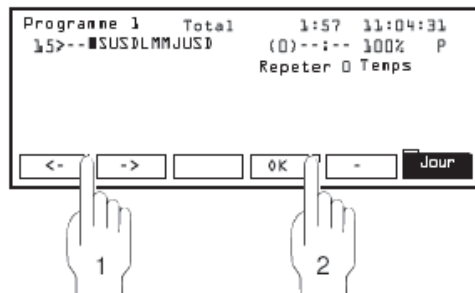 Programme 1 Total 1:57 11:04:31
15>--■SUSDLMMJUSD (0)--:-- 100% P
Repeter 0 Temps
<- -> OK - Jour
1 2